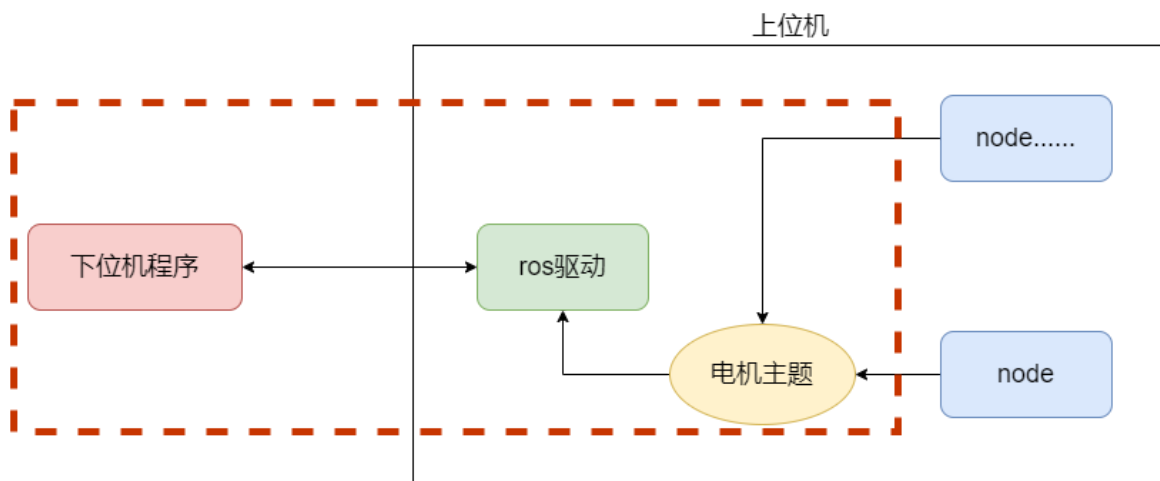 上位机
node......
下位机程序
ros驱动
电机主题
node